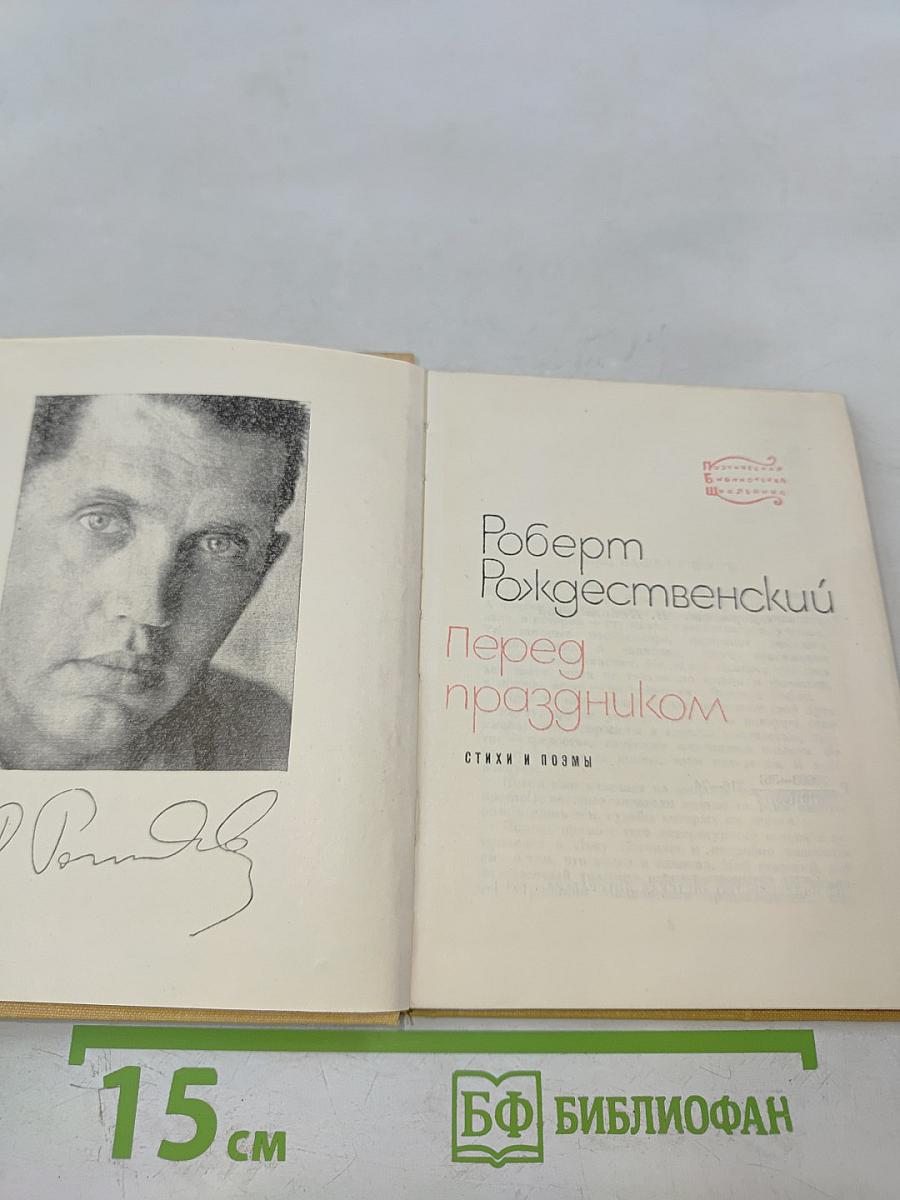 Поэтическая
Библиотечка
Школьника
Роберт
Рождественский
Перед
праздником
СТИХИ И ПОЭМЫ
15 см
БФ БИБЛИОФАН